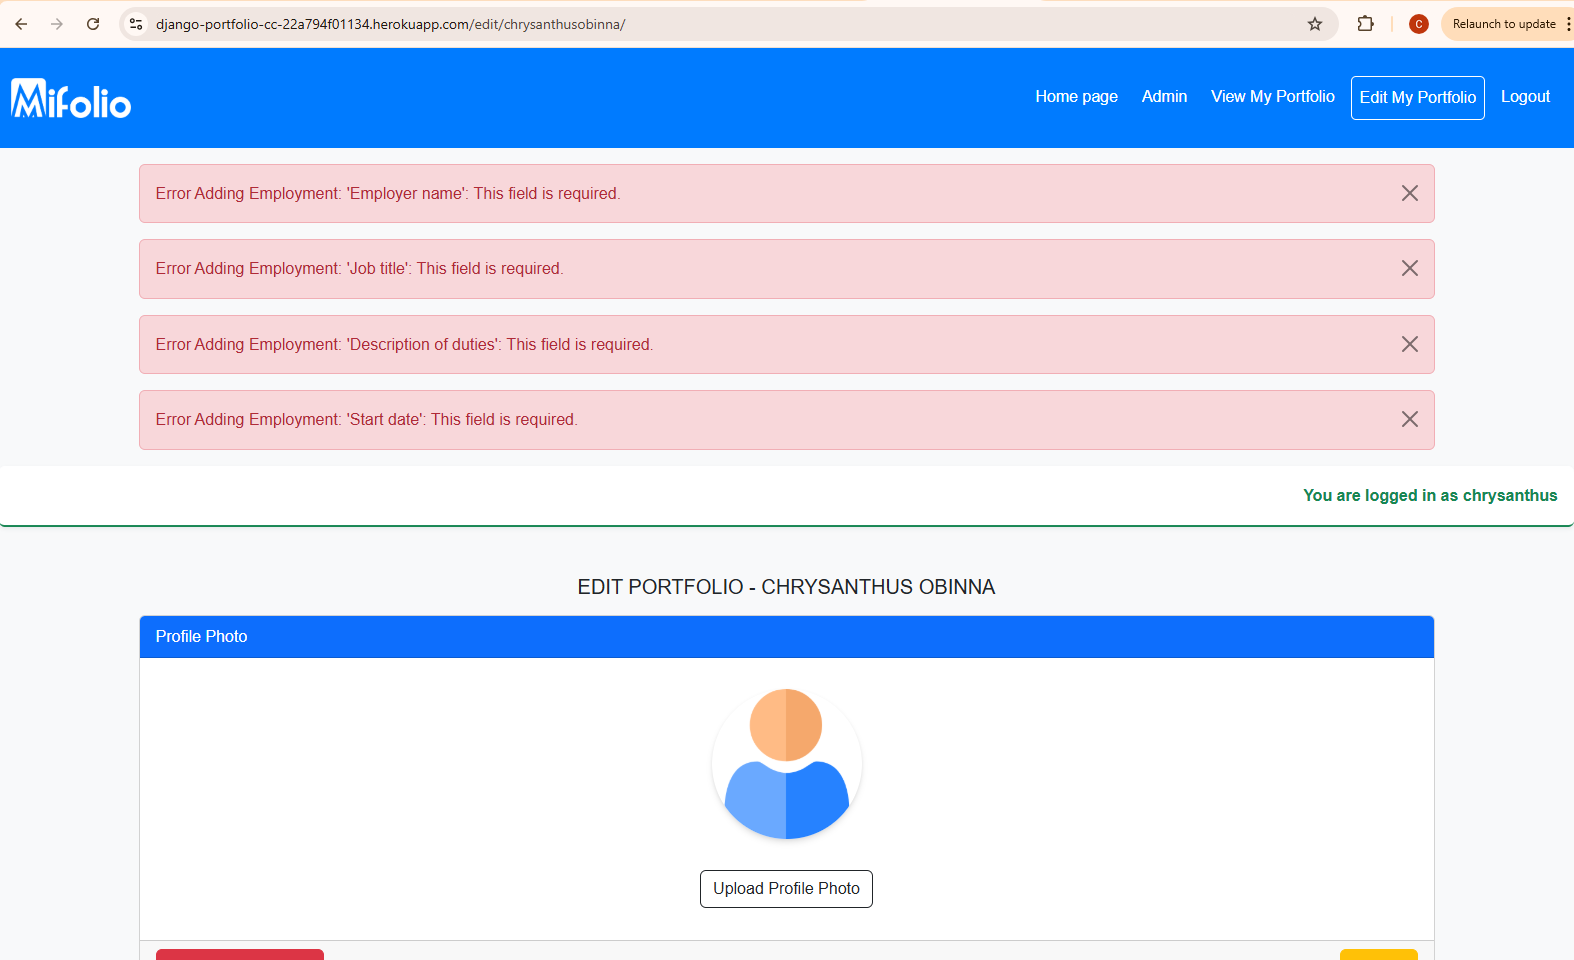 django-portfolio-cc-22a794f01134.herokuapp.com/edit/chrysanthusobinna/
C
Relaunch to update
Mifolio
Home page
Admin
View My Portfolio
Edit My Portfolio
Logout
Error Adding Employment: 'Employer name': This field is required.
Error Adding Employment: 'Job title': This field is required.
Error Adding Employment: 'Description of duties': This field is required.
Error Adding Employment: 'Start date': This field is required.
You are logged in as chrysanthus
EDIT PORTFOLIO - CHRYSANTHUS OBINNA
Profile Photo
Upload Profile Photo